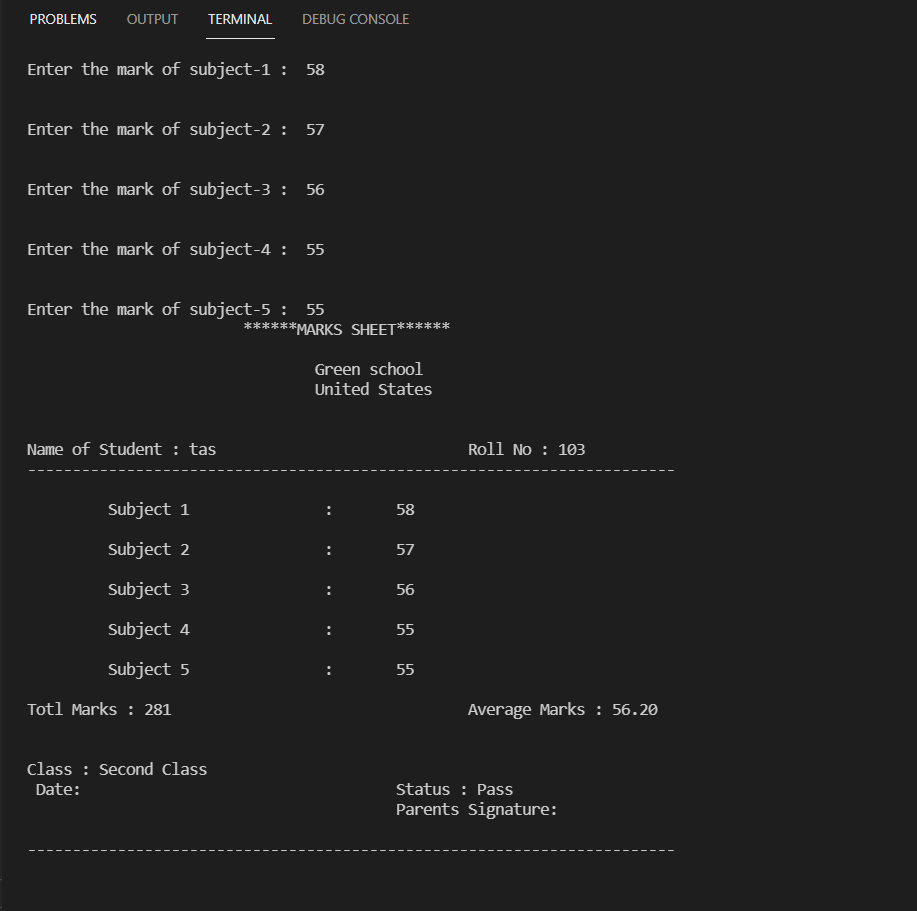 PROBLEMS OUTPUT TERMINAL DEBUG CONSOLE
Enter the mark of subject-1 : 58
Enter the mark of subject-2 : 57
Enter the mark of subject-3 : 56
Enter the mark of subject-4 : 55
Enter the mark of subject-5 : 55
******MARKS SHEET******
Green school
United States
Name of Student : tas Roll No : 103
------------------------------------------------------------------------
Subject 1 : 58
Subject 2 : 57
Subject 3 : 56
Subject 4 : 55
Subject 5 : 55
Totl Marks : 281 Average Marks : 56.20
Class : Second Class
Date: Status : Pass
Parents Signature:
------------------------------------------------------------------------